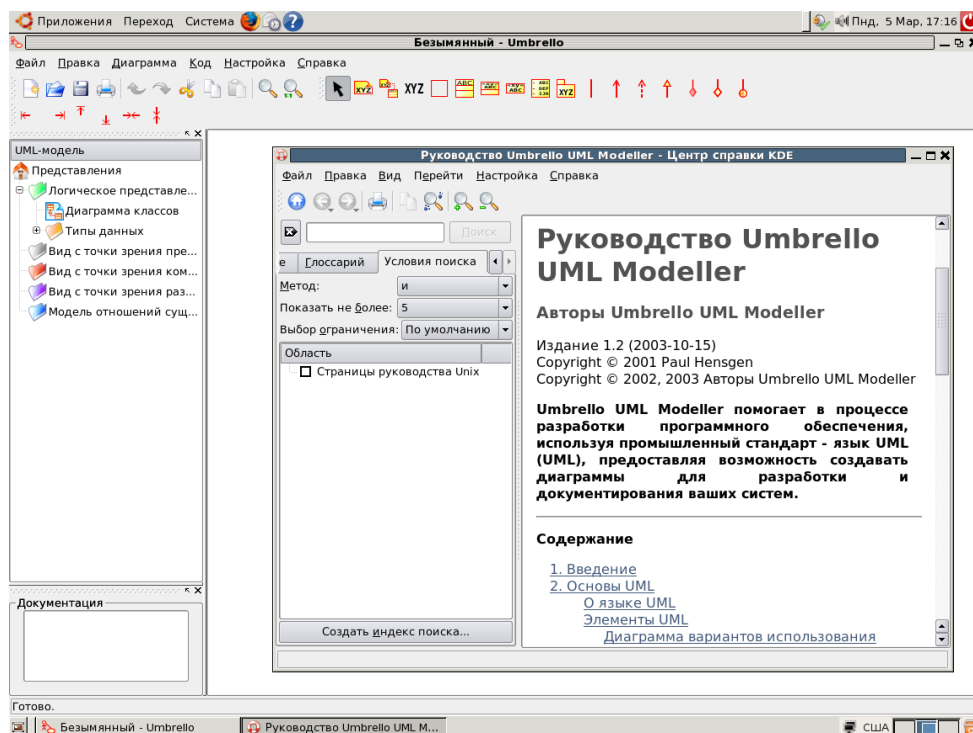 Приложения Переход Система
Пнд, 5 Мар, 17:16
Безымянный - Umbrello
Файл Правка Диаграмма Код Настройка Справка
XYZ
UML-модель
Представления
Логическое представле...
Диаграмма классов
Типы данных
Вид с точки зрения пре...
Вид с точки зрения ком...
Вид с точки зрения раз...
Модель отношений сущ...
Документация
Руководство Umbrello UML Modeller - Центр справки KDE
Файл Правка Вид Перейти Настройка Справка
Поиск
е Глоссарий Условия поиска
Метод: и
Показать не более: 5
Выбор ограничения: По умолчанию
Область
Страницы руководства Unix
Создать индекс поиска...
Руководство Umbrello
UML Modeller
Авторы Umbrello UML Modeller
Издание 1.2 (2003-10-15)
Copyright © 2001 Paul Hensgen
Copyright © 2002, 2003 Авторы Umbrello UML Modeller
Umbrello UML Modeller помогает в процессе
разработки программного обеспечения,
используя промышленный стандарт - язык UML
(UML), предоставляя возможность создавать
диаграммы для разработки и
документирования ваших систем.
Содержание
1. Введение
2. Основы UML
О языке UML
Элементы UML
Диаграмма вариантов использования
Готово.
Безымянный - Umbrello
Руководство Umbrello UML M...
США